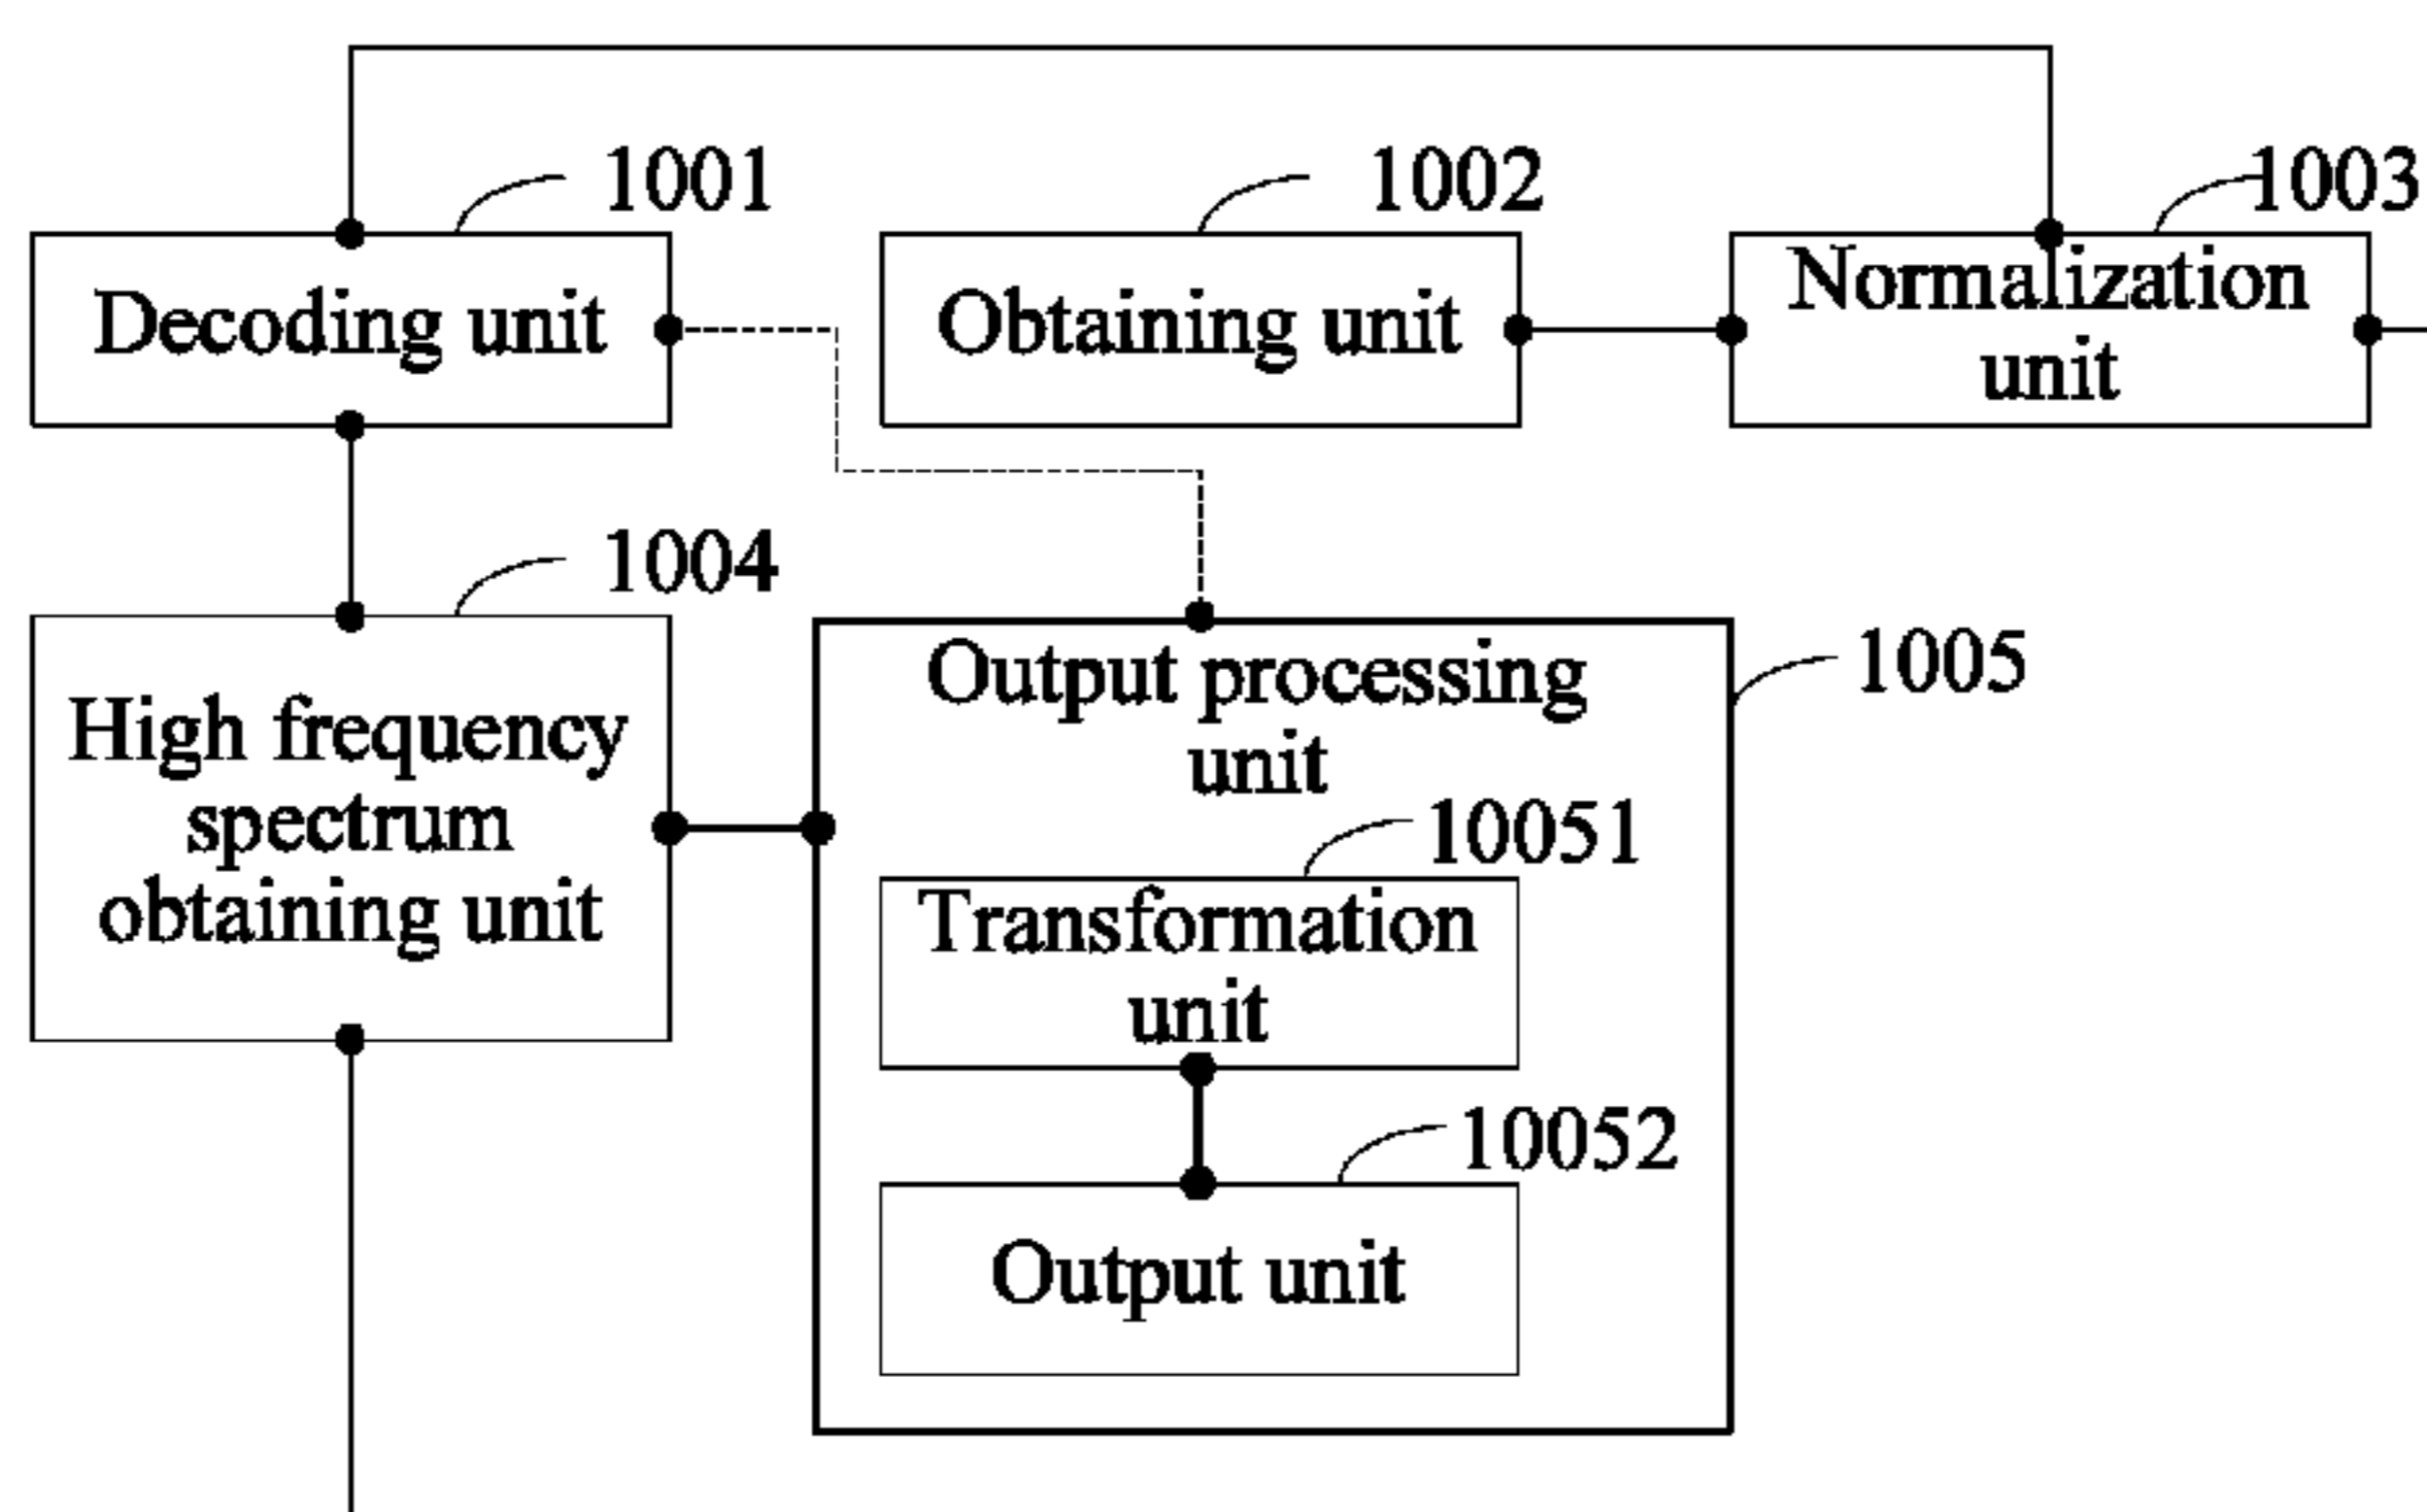 1001
1002
1003
Decoding unit
Obtaining unit
Normalization
unit
1004
High frequency
spectrum
obtaining unit
Output processing
unit
1005
10051
Transformation
unit
10052
Output unit